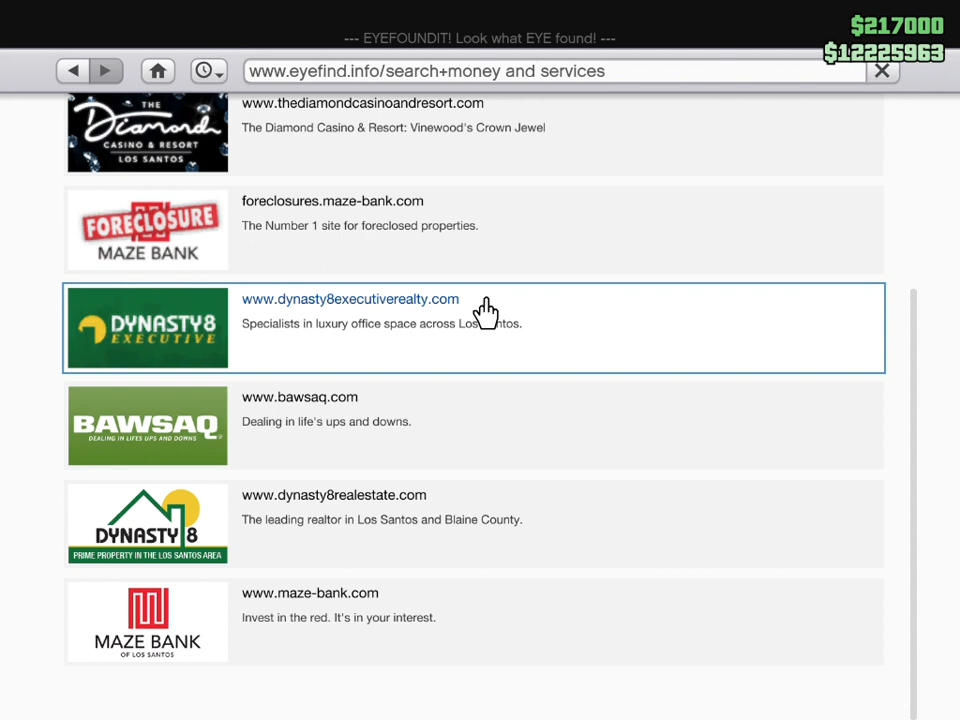 --- EYEFOUNDIT! Look what EYE found! ---
$217000
$12225963
www.eyefind.info/search+money and services
THE
Diamond
CASINO & RESORT
LOS SANTOS
www.thediamondcasinoandresort.com
The Diamond Casino & Resort: Vinewood's Crown Jewel
FORECLOSURE
MAZE BANK
foreclosures.maze-bank.com
The Number 1 site for foreclosed properties.
DYNASTY8
EXECUTIVE
www.dynasty8executiverealty.com
Specialists in luxury office space across Los Santos.
BAWSAQ
DEALING IN LIFES UPS AND DOWNS
www.bawsaq.com
Dealing in life's ups and downs.
DYNASTY 8
PRIME PROPERTY IN THE LOS SANTOS AREA
www.dynasty8realestate.com
The leading realtor in Los Santos and Blaine County.
MAZE BANK
OF LOS SANTOS
www.maze-bank.com
Invest in the red. It's in your interest.